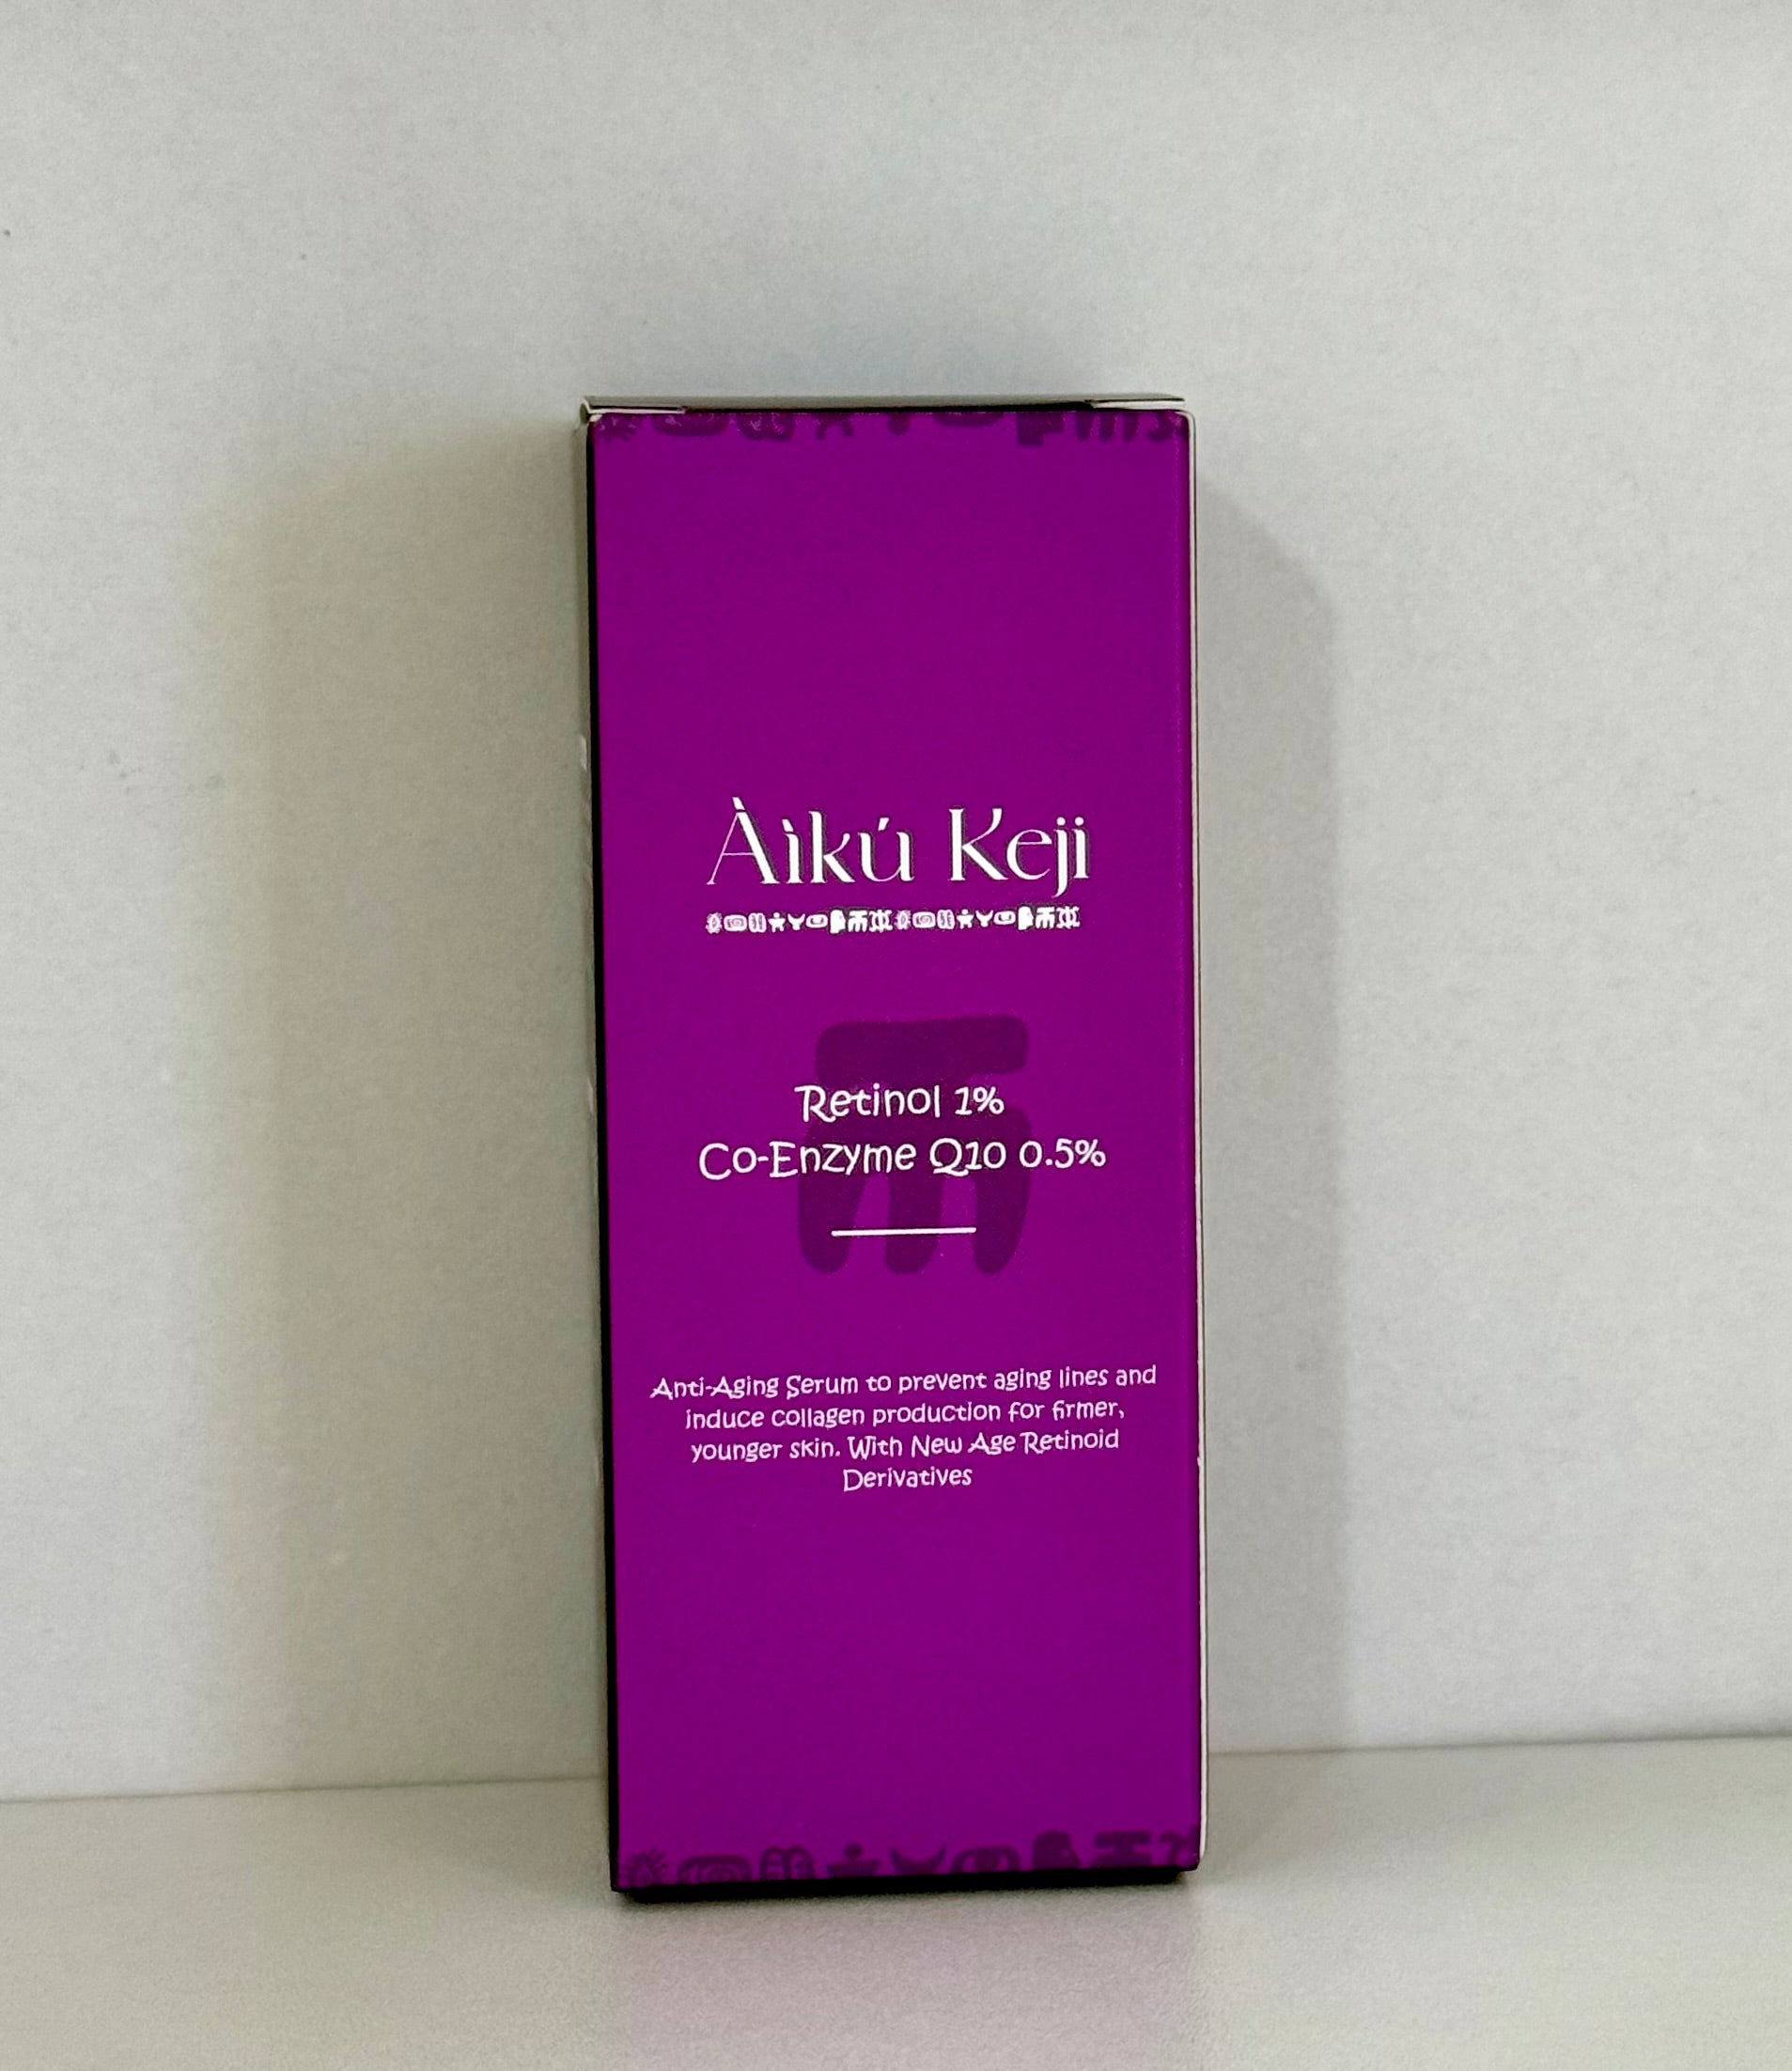 Àìkú Keji
Retinol 1%
Co-Enzyme Q10 0.5%
Anti-Aging Serum to prevent aging lines and
induce collagen production for firmer,
younger skin. With New Age Retinoid
Derivatives